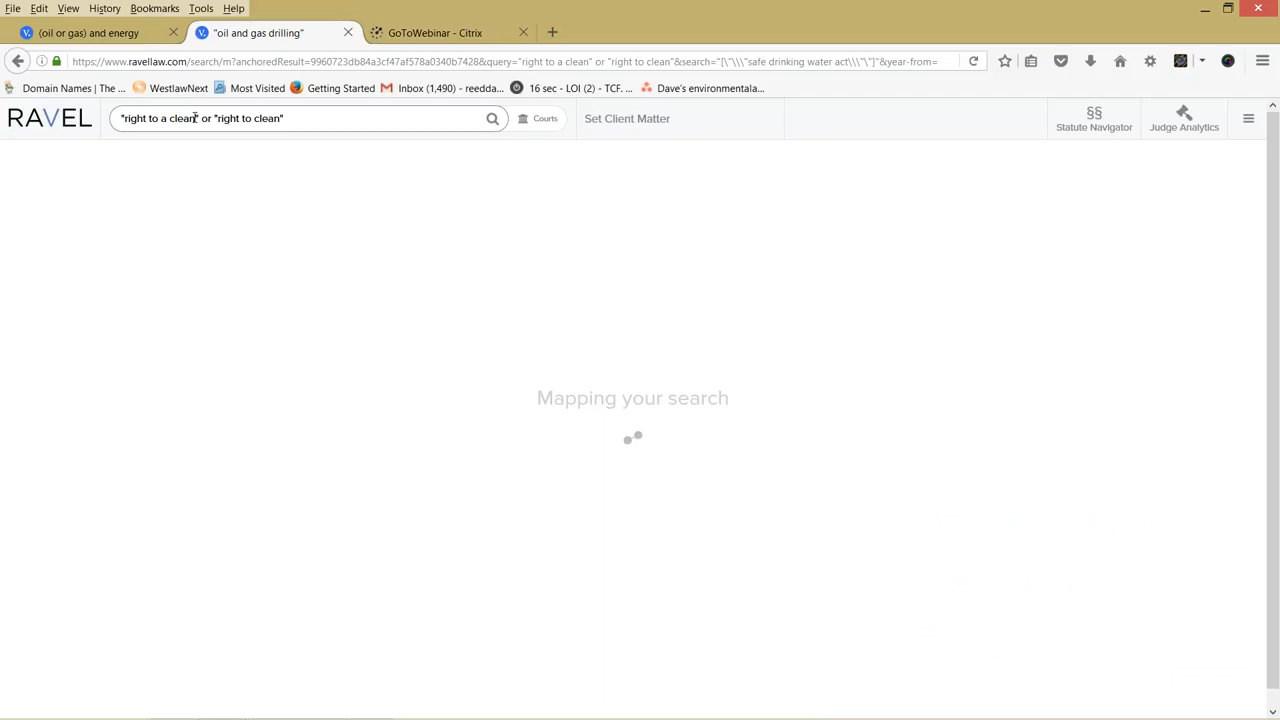 File Edit View History Bookmarks Tools Help
(oil or gas) and energy "oil and gas drilling" GoToWebinar - Citrix
https://www.ravellaw.com/search/m?anchoredResult=9960723db84a3cf47af578a0340b7428&query="right to a clean" or "right to clean"&search="[\"\\\"safe drinking water act\\\"\"]"&year-from=
Domain Names | The ... WestlawNext Most Visited Getting Started Inbox (1,490) - reedda... 16 sec - LOI (2) - TCF. ... Dave's environmentala...
RAVEL "right to a clean" or "right to clean" Courts Set Client Matter §§ Statute Navigator Judge Analytics
Mapping your search